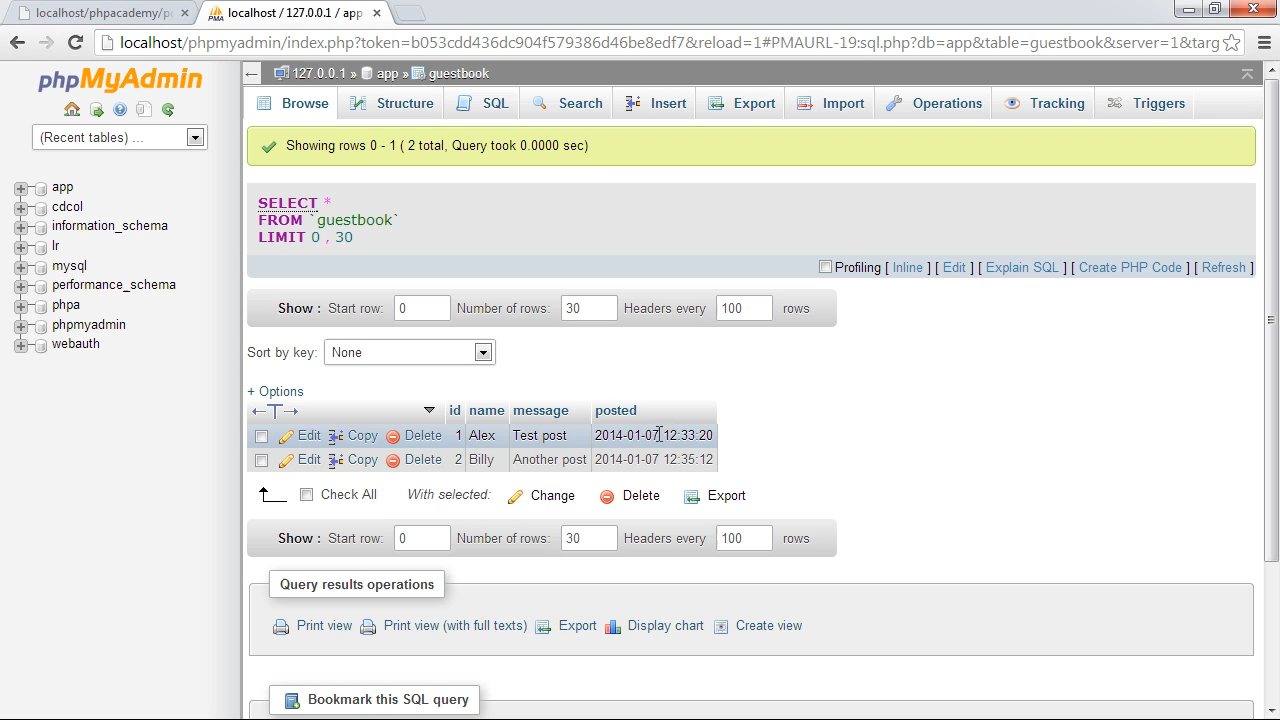 localhost/phpacademy/p
localhost / 127.0.0.1 / app
localhost/phpmyadmin/index.php?token=b053cdd436dc904f579386d46be8edf7&reload=1#PMAURL-19:sql.php?db=app&table=guestbook&server=1&targ
phpMyAdmin
(Recent tables) ...
app
cdcol
information_schema
lr
mysql
performance_schema
phpa
phpmyadmin
webauth
127.0.0.1 » app » guestbook
Browse Structure SQL Search Insert Export Import Operations Tracking Triggers
Showing rows 0 - 1 ( 2 total, Query took 0.0000 sec)
SELECT *
FROM `guestbook`
LIMIT 0 , 30
Profiling [ Inline ] [ Edit ] [ Explain SQL ] [ Create PHP Code ] [ Refresh ]
Show : Start row: 0 Number of rows: 30 Headers every 100 rows
Sort by key: None
+ Options
←T→ id name message posted
Edit Copy Delete 1 Alex Test post 2014-01-07 12:33:20
Edit Copy Delete 2 Billy Another post 2014-01-07 12:35:12
Check All With selected: Change Delete Export
Show : Start row: 0 Number of rows: 30 Headers every 100 rows
Query results operations
Print view Print view (with full texts) Export Display chart Create view
Bookmark this SQL query